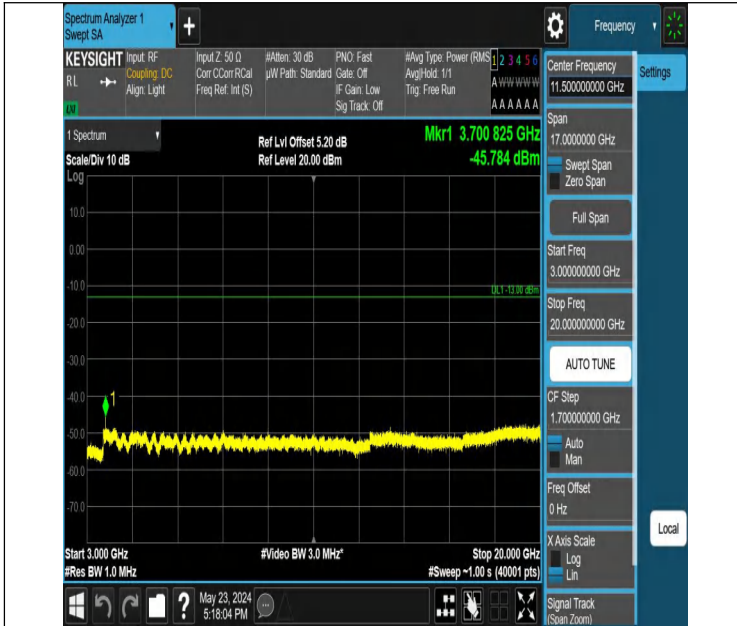 Spectrum Analyzer 1
Swept SA
+
Frequency
KEYSIGHT
RL
Input: RF
Coupling: DC
Align: Light
Input Z: 50 Ω
Corr CCorr RCal
Freq Ref: Int (S)
#Atten: 30 dB
µW Path: Standard
PNO: Fast
Gate: Off
IF Gain: Low
Sig Track: Off
#Avg Type: Power (RMS
Avg|Hold: 1/1
Trig: Free Run
1 2 3 4 5 6
A W W W W W
A A A A A A
1 Spectrum
Scale/Div 10 dB
Log
Ref Lvl Offset 5.20 dB
Ref Level 20.00 dBm
Mkr1 3.700 825 GHz
-45.784 dBm
10.0
0.00
-10.0
DL1 -13.00 dBm
-20.0
-30.0
-40.0
1
-50.0
-60.0
-70.0
Start 3.000 GHz
#Res BW 1.0 MHz
#Video BW 3.0 MHz*
Stop 20.000 GHz
#Sweep ~1.00 s (40001 pts)
Center Frequency
11.500000000 GHz
Settings
Span
17.0000000 GHz
Swept Span
Zero Span
Full Span
Start Freq
3.000000000 GHz
Stop Freq
20.000000000 GHz
AUTO TUNE
CF Step
1.700000000 GHz
Auto
Man
Freq Offset
0 Hz
X Axis Scale
Log
Lin
Local
Signal Track
(Span Zoom)
?
May 23, 2024
5:18:04 PM